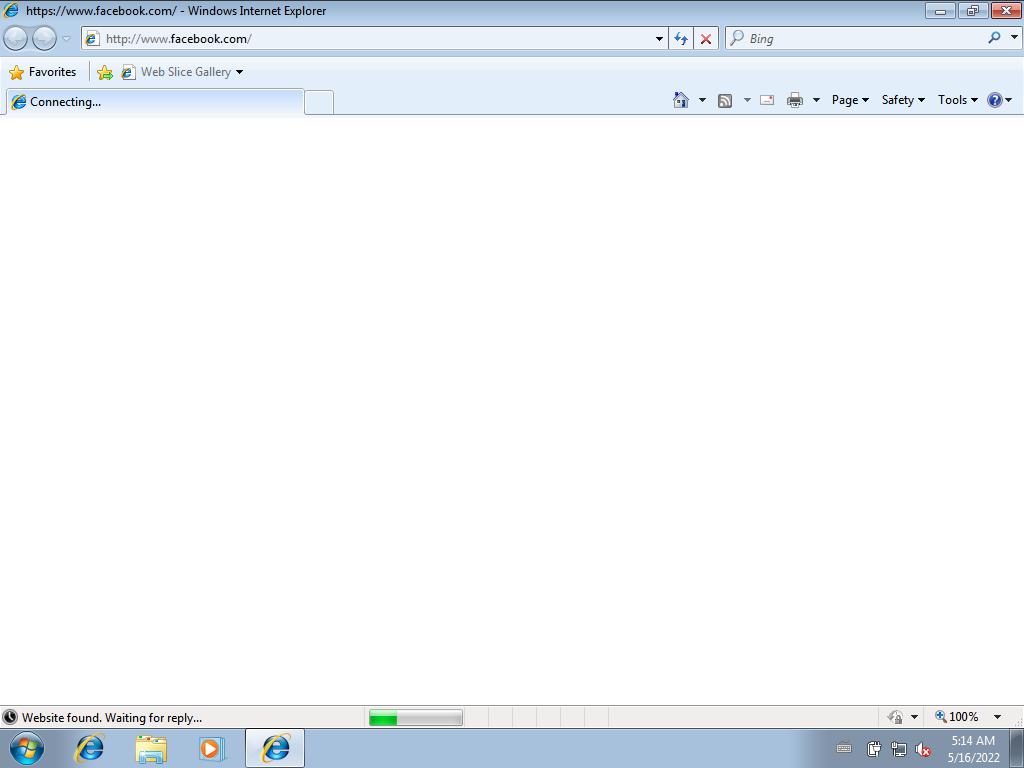 https://www.facebook.com/ - Windows Internet Explorer
http://www.facebook.com/
Bing
Favorites
Web Slice Gallery
Connecting...
Page
Safety
Tools
Website found. Waiting for reply...
100%
5:14 AM
5/16/2022